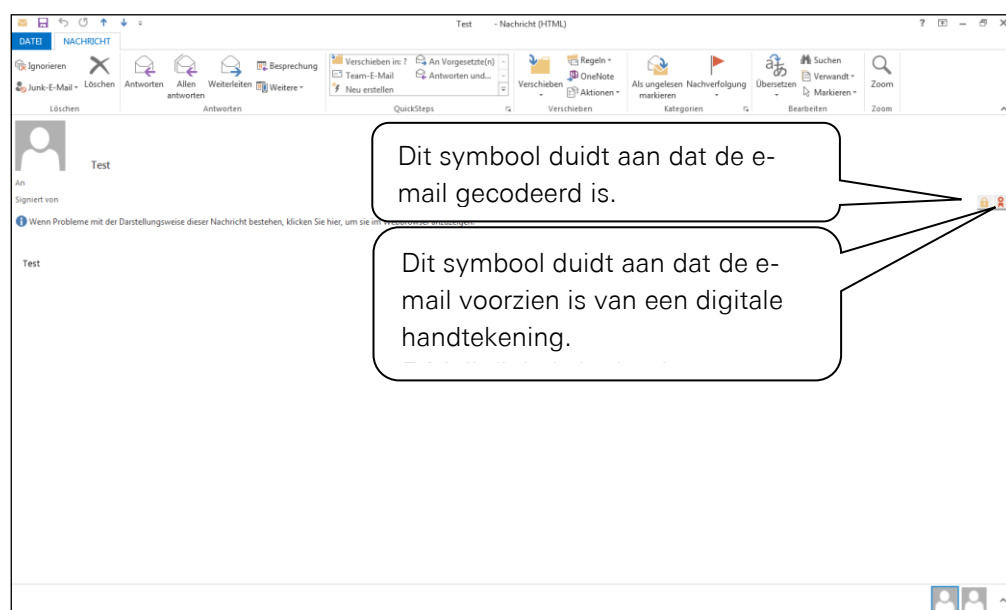 Test - Nachricht (HTML)
?
DATEI NACHRICHT
Ignorieren
Junk-E-Mail
Löschen
Löschen
Antworten
Allen antworten
Weiterleiten
Besprechung
Weitere
Antworten
Verschieben in: ?
Team-E-Mail
Neu erstellen
An Vorgesetzte(n)
Antworten und...
QuickSteps
Verschieben
Regeln
OneNote
Aktionen
Verschieben
Als ungelesen markieren
Nachverfolgung
Kategorien
Übersetzen
Suchen
Verwandt
Markieren
Bearbeiten
Zoom
Zoom
Test
An
Signiert von
Wenn Probleme mit der Darstellungsweise dieser Nachricht bestehen, klicken Sie hier, um sie im Webbrowser anzuzeigen.
Test
Dit symbool duidt aan dat de e-
mail gecodeerd is.
Dit symbool duidt aan dat de e-
mail voorzien is van een digitale
handtekening.